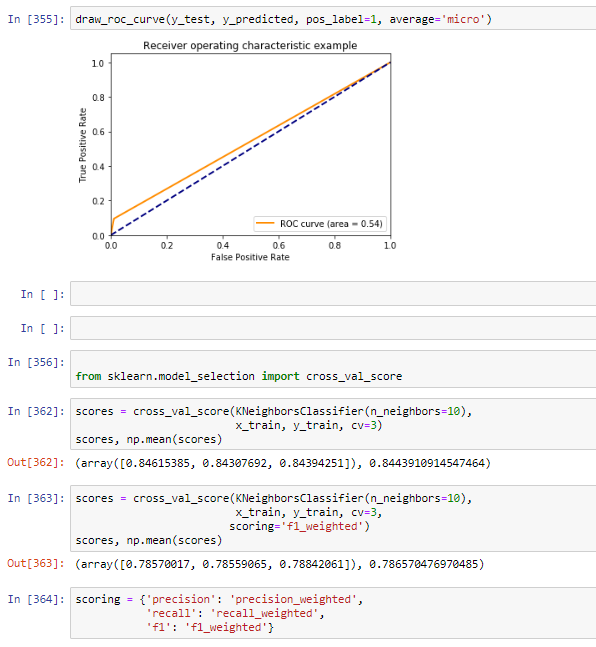 In [355]: draw_roc_curve(y_test, y_predicted, pos_label=1, average='micro')
Receiver operating characteristic example
True Positive Rate
1.0
0.8
0.6
0.4
0.2
0.0
ROC curve (area = 0.54)
0.0 0.2 0.4 0.6 0.8 1.0
False Positive Rate
In [ ]:
In [ ]:
In [356]:
from sklearn.model_selection import cross_val_score
In [362]: scores = cross_val_score(KNeighborsClassifier(n_neighbors=10),
x_train, y_train, cv=3)
scores, np.mean(scores)
Out[362]: (array([0.84615385, 0.84307692, 0.84394251]), 0.8443910914547464)
In [363]: scores = cross_val_score(KNeighborsClassifier(n_neighbors=10),
x_train, y_train, cv=3,
scoring='f1_weighted')
scores, np.mean(scores)
Out[363]: (array([0.78570017, 0.78559065, 0.78842061]), 0.786570476970485)
In [364]: scoring = {'precision': 'precision_weighted',
'recall': 'recall_weighted',
'f1': 'f1_weighted'}